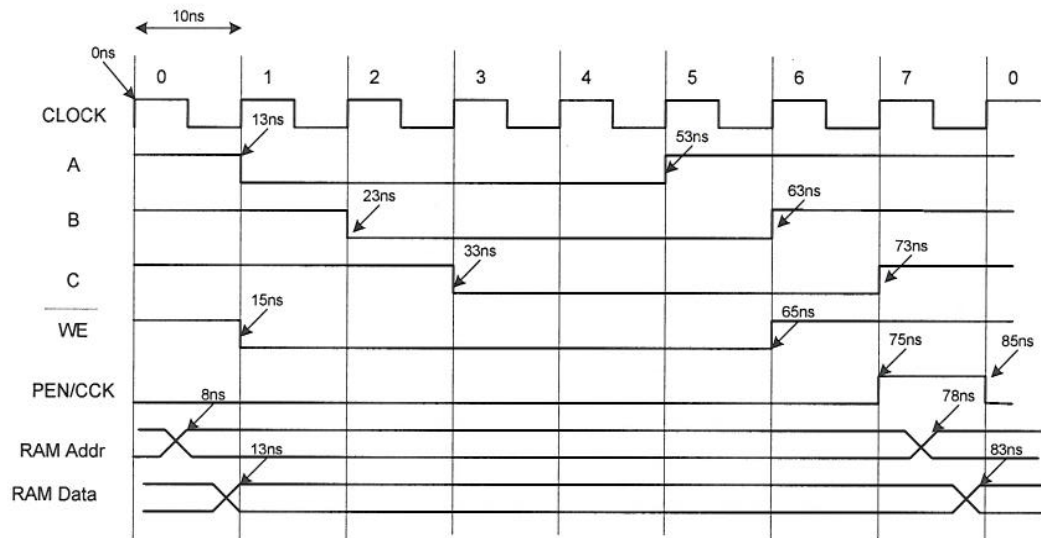 10ns
0ns
0 1 2 3 4 5 6 7 0
CLOCK
13ns 53ns
A
23ns 63ns
B
33ns 73ns
C
15ns 65ns
WE
75ns 85ns
PEN/CCK
8ns 78ns
RAM Addr
13ns 83ns
RAM Data